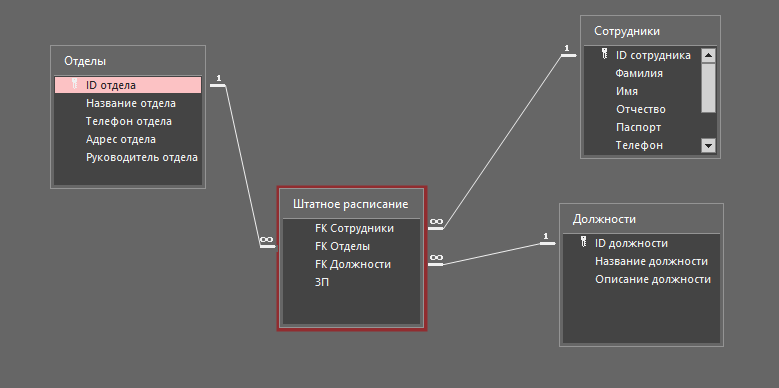 Отделы
ID отдела
Название отдела
Телефон отдела
Адрес отдела
Руководитель отдела
1
∞
Штатное расписание
FK Сотрудники
FK Отделы
FK Должности
ЗП
∞
∞
1
Сотрудники
ID сотрудника
Фамилия
Имя
Отчество
Паспорт
Телефон
1
Должности
ID должности
Название должности
Описание должности